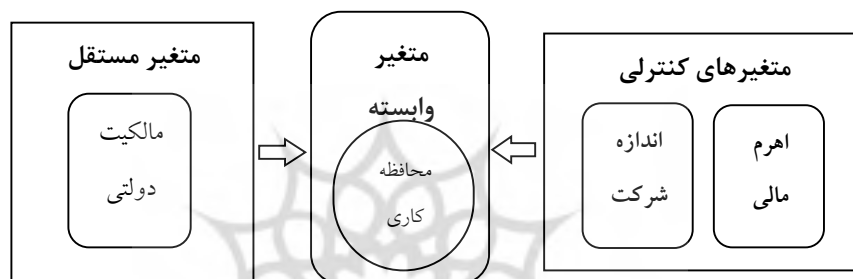 متغیرهای کنترلی
اهرم
مالی
اندازه
شرکت
متغیر
وابسته
محافظه
کاری
متغیر مستقل
مالکیت
دولتی